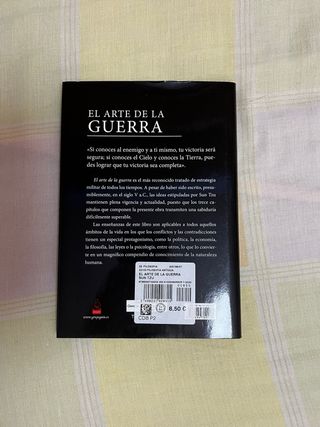 EL ARTE DE LA
GUERRA
«Si conoces al enemigo y a ti mismo, tu victoria será
segura; si conoces el Cielo y conoces la Tierra, pue-
des lograr que tu victoria sea completa».
El arte de la guerra es el más reconocido tratado de estrategia
militar de todos los tiempos. A pesar de haber sido escrito, presu-
miblemente, en el siglo V a.C., las ideas estipuladas por Sun Tzu
mantienen plena vigencia y actualidad, puesto que los trece ca-
pítulos que componen la presente obra transmiten una sabiduría
difícilmente superable.
Las enseñanzas de este libro son aplicables a todos aquellos
ámbitos de la vida en los que los conflictos y las contradicciones
tienen un especial protagonismo, como la política, la economía,
la filosofía, las leyes o la psicología, entre otros, lo que lo convier-
te en un magnífico compendio de conocimiento de la naturaleza
humana.
FILOSOFIA
FILOSOFIA ANTIGUA
EL ARTE DE LA GUERRA
SUN TZU
8,50 €
CD8 P2